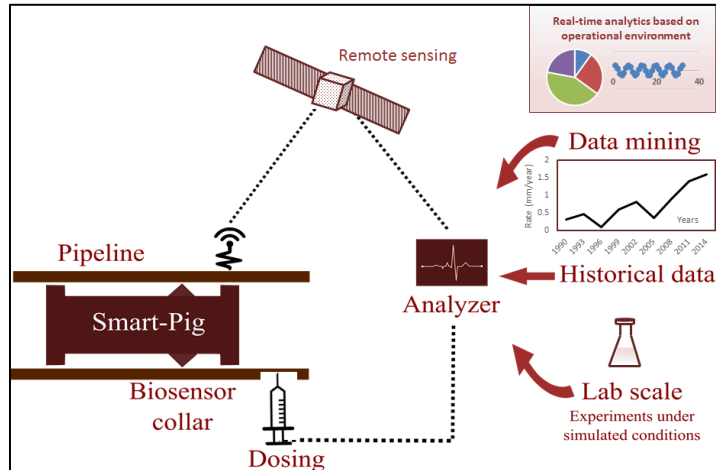 Real-time analytics based on
operational environment
0 20 40
Remote sensing
Data mining
2
1.5
1
0.5
0
Rate (mm/year)
Years
1990 1993 1996 1999 2002 2005 2008 2011 2014
Pipeline
Smart-Pig
Biosensor
collar
Dosing
Analyzer
Historical data
Lab scale
Experiments under
simulated conditions